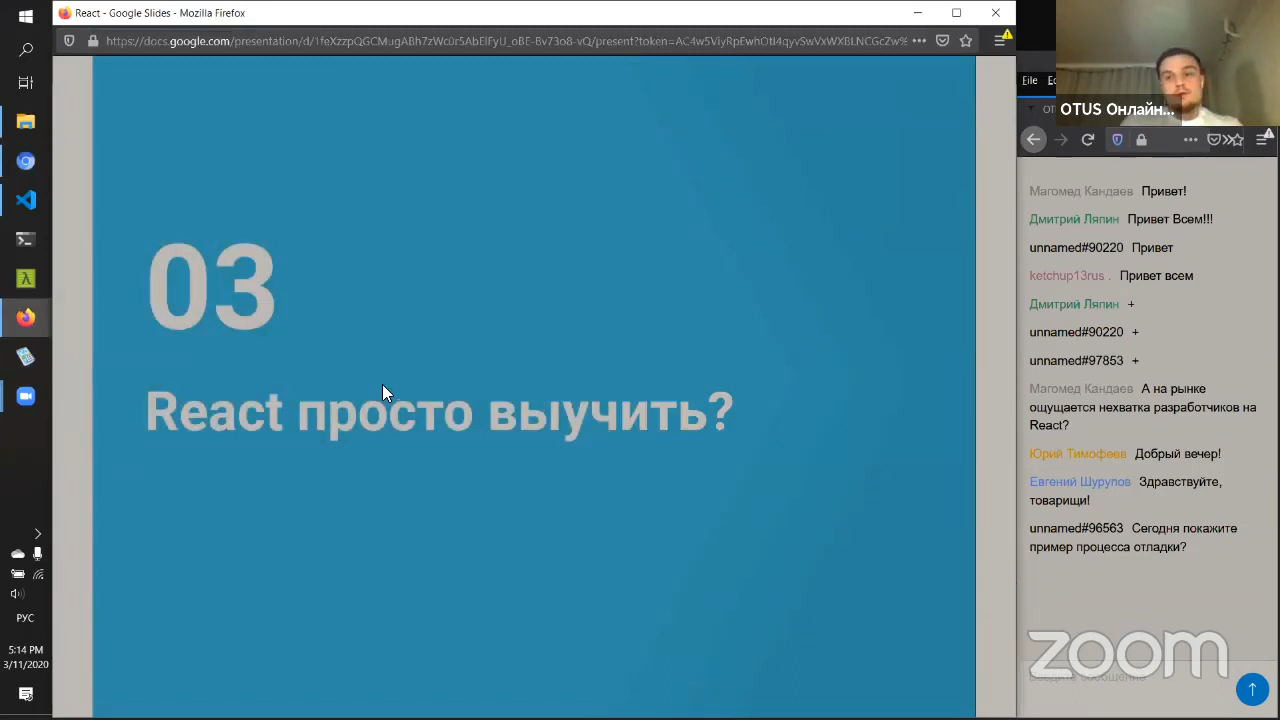 React - Google Slides - Mozilla Firefox
03
React просто выучить?
File
OTUS Онлайн...
Магомед Кандаев Привет!
Дмитрий Ляпин Привет Всем!!!
unnamed#90220 Привет
ketchup13rus . Привет всем
Дмитрий Ляпин +
unnamed#90220 +
unnamed#97853 +
Магомед Кандаев А на рынке
ощущается нехватка разработчиков на
React?
Юрий Тимофеев Добрый вечер!
Евгений Шурупов Здравствуйте,
товарищи!
unnamed#96563 Сегодня покажите
пример процесса отладки?
zoom
РУС
5:14 PM
3/11/2020